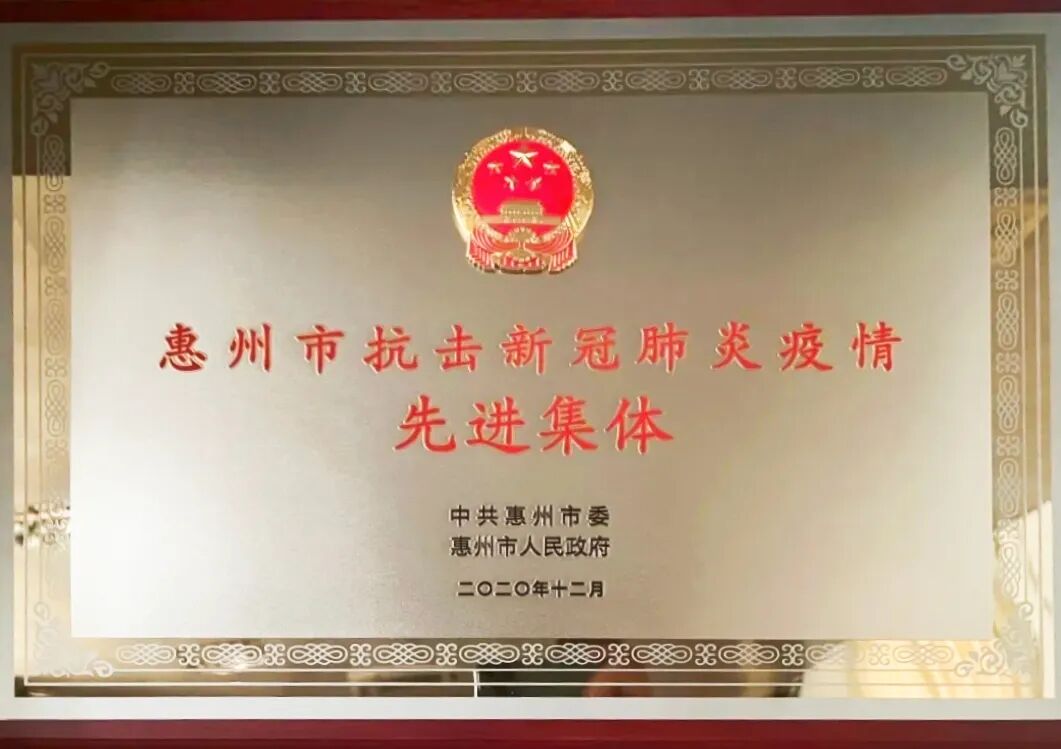 惠州市抗击新冠肺炎疫情
先进集体
中共惠州市委
惠州市人民政府
二〇二〇年十二月